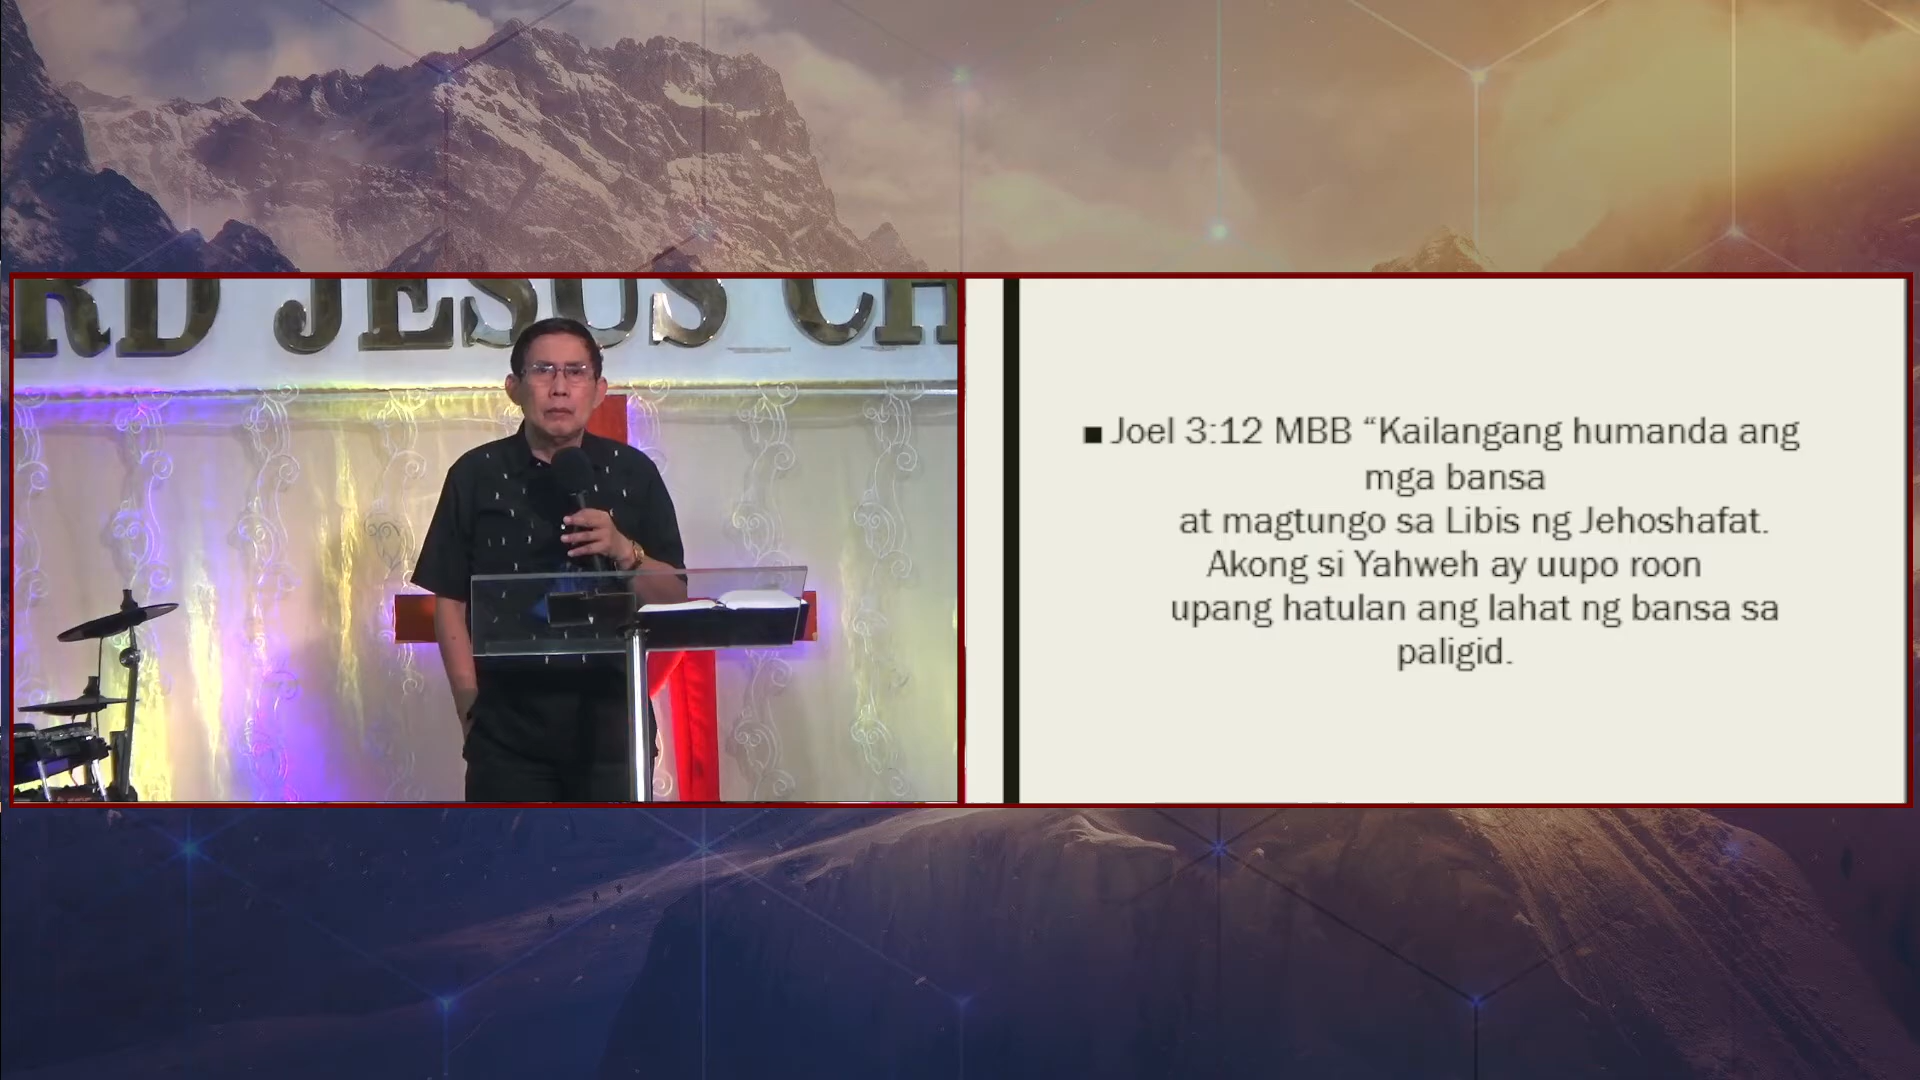 RD JESUS CH
■ Joel 3:12 MBB “Kailangang humanda ang
mga bansa
at magtungo sa Libis ng Jehoshafat.
Akong si Yahweh ay uupo roon
upang hatulan ang lahat ng bansa sa
paligid.